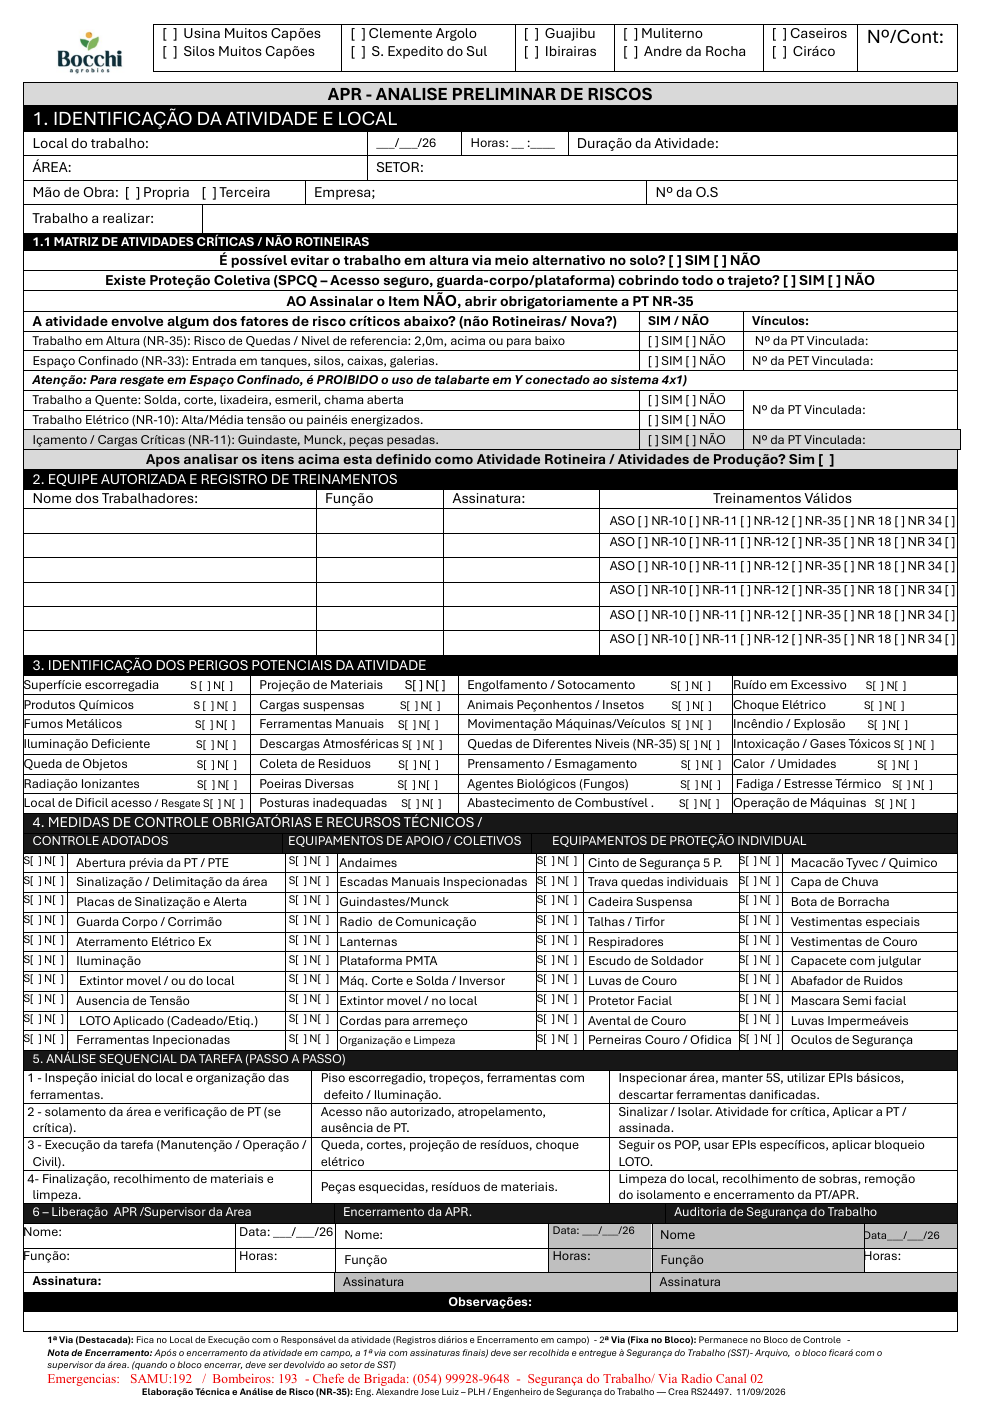 Bocchi
agrobios
[ ] Usina Muitos Capões [ ] Clemente Argolo [ ] Guajibu [ ] Muliterno [ ] Caseiros Nº/Cont:
[ ] Silos Muitos Capões [ ] S. Expedito do Sul [ ] Ibirairas [ ] Andre da Rocha [ ] Ciráco
APR - ANALISE PRELIMINAR DE RISCOS
1. IDENTIFICAÇÃO DA ATIVIDADE E LOCAL
Local do trabalho: ___/___/26 Horas: __ :____ Duração da Atividade:
ÁREA: SETOR:
Mão de Obra: [ ] Propria [ ] Terceira Empresa; Nº da O.S
Trabalho a realizar:
1.1 MATRIZ DE ATIVIDADES CRÍTICAS / NÃO ROTINEIRAS
É possível evitar o trabalho em altura via meio alternativo no solo? [ ] SIM [ ] NÃO
Existe Proteção Coletiva (SPCQ – Acesso seguro, guarda-corpo/plataforma) cobrindo todo o trajeto? [ ] SIM [ ] NÃO
AO Assinalar o Item NÃO, abrir obrigatoriamente a PT NR-35
A atividade envolve algum dos fatores de risco críticos abaixo? (não Rotineiras/ Nova?) SIM / NÃO Vínculos:
Trabalho em Altura (NR-35): Risco de Quedas / Nivel de referencia: 2,0m, acima ou para baixo [ ] SIM [ ] NÃO Nº da PT Vinculada:
Espaço Confinado (NR-33): Entrada em tanques, silos, caixas, galerias. [ ] SIM [ ] NÃO Nº da PET Vinculada:
Atenção: Para resgate em Espaço Confinado, é PROIBIDO o uso de talabarte em Y conectado ao sistema 4x1)
Trabalho a Quente: Solda, corte, lixadeira, esmeril, chama aberta [ ] SIM [ ] NÃO Nº da PT Vinculada:
Trabalho Elétrico (NR-10): Alta/Média tensão ou painéis energizados. [ ] SIM [ ] NÃO
Içamento / Cargas Críticas (NR-11): Guindaste, Munck, peças pesadas. [ ] SIM [ ] NÃO Nº da PT Vinculada:
Apos analisar os itens acima esta definido como Atividade Rotineira / Atividades de Produção? Sim [ ]
2. EQUIPE AUTORIZADA E REGISTRO DE TREINAMENTOS
Nome dos Trabalhadores: Função Assinatura: Treinamentos Válidos
ASO [ ] NR-10 [ ] NR-11 [ ] NR-12 [ ] NR-35 [ ] NR 18 [ ] NR 34 [ ]
ASO [ ] NR-10 [ ] NR-11 [ ] NR-12 [ ] NR-35 [ ] NR 18 [ ] NR 34 [ ]
ASO [ ] NR-10 [ ] NR-11 [ ] NR-12 [ ] NR-35 [ ] NR 18 [ ] NR 34 [ ]
ASO [ ] NR-10 [ ] NR-11 [ ] NR-12 [ ] NR-35 [ ] NR 18 [ ] NR 34 [ ]
ASO [ ] NR-10 [ ] NR-11 [ ] NR-12 [ ] NR-35 [ ] NR 18 [ ] NR 34 [ ]
ASO [ ] NR-10 [ ] NR-11 [ ] NR-12 [ ] NR-35 [ ] NR 18 [ ] NR 34 [ ]
3. IDENTIFICAÇÃO DOS PERIGOS POTENCIAIS DA ATIVIDADE
Superfície escorregadia S [ ] N[ ] Projeção de Materiais S[ ] N[ ] Engolfamento / Sotocamento S[ ] N[ ] Ruído em Excessivo S[ ] N[ ]
Produtos Químicos S [ ] N[ ] Cargas suspensas S[ ] N[ ] Animais Peçonhentos / Insetos S[ ] N[ ] Choque Elétrico S[ ] N[ ]
Fumos Metálicos S[ ] N[ ] Ferramentas Manuais S[ ] N[ ] Movimentação Máquinas/Veículos S[ ] N[ ] Incêndio / Explosão S[ ] N[ ]
Iluminação Deficiente S[ ] N[ ] Descargas Atmosféricas S[ ] N[ ] Quedas de Diferentes Niveis (NR-35) S[ ] N[ ] Intoxicação / Gases Tóxicos S[ ] N[ ]
Queda de Objetos S[ ] N[ ] Coleta de Residuos S[ ] N[ ] Prensamento / Esmagamento S[ ] N[ ] Calor / Umidades S[ ] N[ ]
Radiação Ionizantes S[ ] N[ ] Poeiras Diversas S[ ] N[ ] Agentes Biológicos (Fungos) S[ ] N[ ] Fadiga / Estresse Térmico S[ ] N[ ]
Local de Dificil acesso / Resgate S[ ] N[ ] Posturas inadequadas S[ ] N[ ] Abastecimento de Combustível . S[ ] N[ ] Operação de Máquinas S[ ] N[ ]
4. MEDIDAS DE CONTROLE OBRIGATÓRIAS E RECURSOS TÉCNICOS /
CONTROLE ADOTADOS EQUIPAMENTOS DE APOIO / COLETIVOS EQUIPAMENTOS DE PROTEÇÃO INDIVIDUAL
S[ ] N[ ] Abertura prévia da PT / PTE S[ ] N[ ] Andaimes S[ ] N[ ] Cinto de Segurança 5 P. S[ ] N[ ] Macacão Tyvec / Quimico
S[ ] N[ ] Sinalização / Delimitação da área S[ ] N[ ] Escadas Manuais Inspecionadas S[ ] N[ ] Trava quedas individuais S[ ] N[ ] Capa de Chuva
S[ ] N[ ] Placas de Sinalização e Alerta S[ ] N[ ] Guindastes/Munck S[ ] N[ ] Cadeira Suspensa S[ ] N[ ] Bota de Borracha
S[ ] N[ ] Guarda Corpo / Corrimão S[ ] N[ ] Radio de Comunicação S[ ] N[ ] Talhas / Tirfor S[ ] N[ ] Vestimentas especiais
S[ ] N[ ] Aterramento Elétrico Ex S[ ] N[ ] Lanternas S[ ] N[ ] Respiradores S[ ] N[ ] Vestimentas de Couro
S[ ] N[ ] Iluminação S[ ] N[ ] Plataforma PMTA S[ ] N[ ] Escudo de Soldador S[ ] N[ ] Capacete com julgular
S[ ] N[ ] Extintor movel / ou do local S[ ] N[ ] Máq. Corte e Solda / Inversor S[ ] N[ ] Luvas de Couro S[ ] N[ ] Abafador de Ruidos
S[ ] N[ ] Ausencia de Tensão S[ ] N[ ] Extintor movel / no local S[ ] N[ ] Protetor Facial S[ ] N[ ] Mascara Semi facial
S[ ] N[ ] LOTO Aplicado (Cadeado/Etiq.) S[ ] N[ ] Cordas para arremeço S[ ] N[ ] Avental de Couro S[ ] N[ ] Luvas Impermeáveis
S[ ] N[ ] Ferramentas Inpecionadas S[ ] N[ ] Organização e Limpeza S[ ] N[ ] Perneiras Couro / Ofidica S[ ] N[ ] Oculos de Segurança
5. ANÁLISE SEQUENCIAL DA TAREFA (PASSO A PASSO)
1 - Inspeção inicial do local e organização das Piso escorregadio, tropeços, ferramentas com Inspecionar área, manter 5S, utilizar EPIs básicos,
ferramentas. defeito / Iluminação. descartar ferramentas danificadas.
2 - solamento da área e verificação de PT (se Acesso não autorizado, atropelamento, Sinalizar / Isolar. Atividade for crítica, Aplicar a PT /
crítica). ausência de PT. assinada.
3 - Execução da tarefa (Manutenção / Operação / Queda, cortes, projeção de resíduos, choque Seguir os POP, usar EPIs específicos, aplicar bloqueio
Civil). elétrico LOTO.
4- Finalização, recolhimento de materiais e Peças esquecidas, resíduos de materiais. Limpeza do local, recolhimento de sobras, remoção
limpeza. do isolamento e encerramento da PT/APR.
6 – Liberação APR /Supervisor da Area Encerramento da APR. Auditoria de Segurança do Trabalho
Nome: Data: ___/___/26 Nome: Data: ___/___/26 Nome Data___/___/26
Função: Horas: Função Horas: Função Horas:
Assinatura: Assinatura Assinatura
Observações:
1ª Via (Destacada): Fica no Local de Execução com o Responsável da atividade (Registros diários e Encerramento em campo) - 2ª Via (Fixa no Bloco): Permanece no Bloco de Controle -
Nota de Encerramento: Após o encerramento da atividade em campo, a 1ª via com assinaturas finais) deve ser recolhida e entregue à Segurança do Trabalho (SST)- Arquivo, o bloco ficará com o
supervisor da área. (quando o bloco encerrar, deve ser devolvido ao setor de SST)
Emergencias: SAMU:192 / Bombeiros: 193 - Chefe de Brigada: (054) 99928-9648 - Segurança do Trabalho/ Via Radio Canal 02
Elaboração Técnica e Análise de Risco (NR-35): Eng. Alexandre Jose Luiz – PLH / Engenheiro de Segurança do Trabalho — Crea RS24497. 11/09/2026